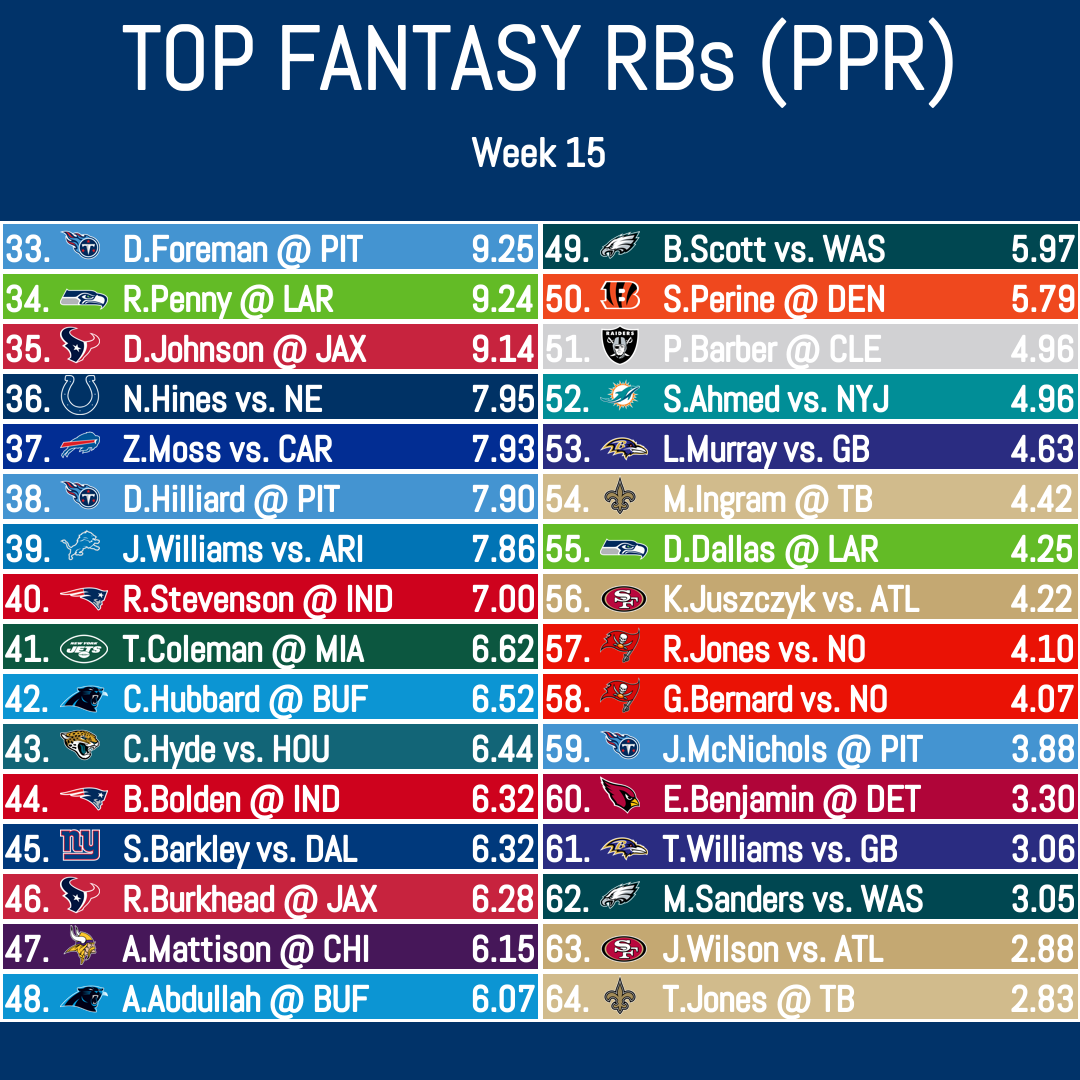 TOP FANTASY RBs (PPR)
Week 15
33. D.Foreman @ PIT 9.25
34. R.Penny @ LAR 9.24
35. D.Johnson @ JAX 9.14
36. N.Hines vs. NE 7.95
37. Z.Moss vs. CAR 7.93
38. D.Hilliard @ PIT 7.90
39. J.Williams vs. ARI 7.86
40. R.Stevenson @ IND 7.00
41. NEW YORK JETS T.Coleman @ MIA 6.62
42. C.Hubbard @ BUF 6.52
43. C.Hyde vs. HOU 6.44
44. B.Bolden @ IND 6.32
45. ny S.Barkley vs. DAL 6.32
46. R.Burkhead @ JAX 6.28
47. A.Mattison @ CHI 6.15
48. A.Abdullah @ BUF 6.07
49. B.Scott vs. WAS 5.97
50. S.Perine @ DEN 5.79
51. RAIDERS P.Barber @ CLE 4.96
52. S.Ahmed vs. NYJ 4.96
53. L.Murray vs. GB 4.63
54. M.Ingram @ TB 4.42
55. D.Dallas @ LAR 4.25
56. SF K.Juszczyk vs. ATL 4.22
57. R.Jones vs. NO 4.10
58. G.Bernard vs. NO 4.07
59. J.McNichols @ PIT 3.88
60. E.Benjamin @ DET 3.30
61. T.Williams vs. GB 3.06
62. M.Sanders vs. WAS 3.05
63. SF J.Wilson vs. ATL 2.88
64. T.Jones @ TB 2.83